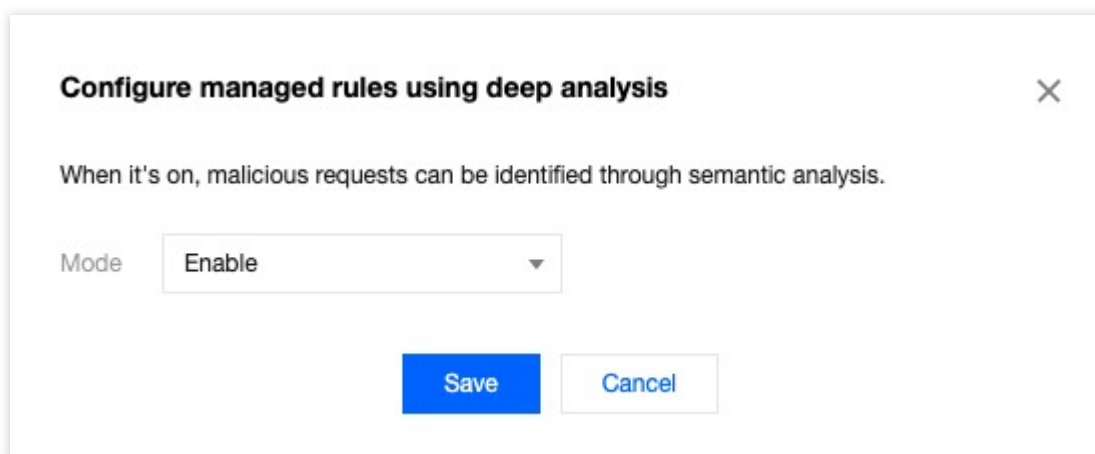 Configure managed rules using deep analysis
When it's on, malicious requests can be identified through semantic analysis.
Mode Enable
Save Cancel